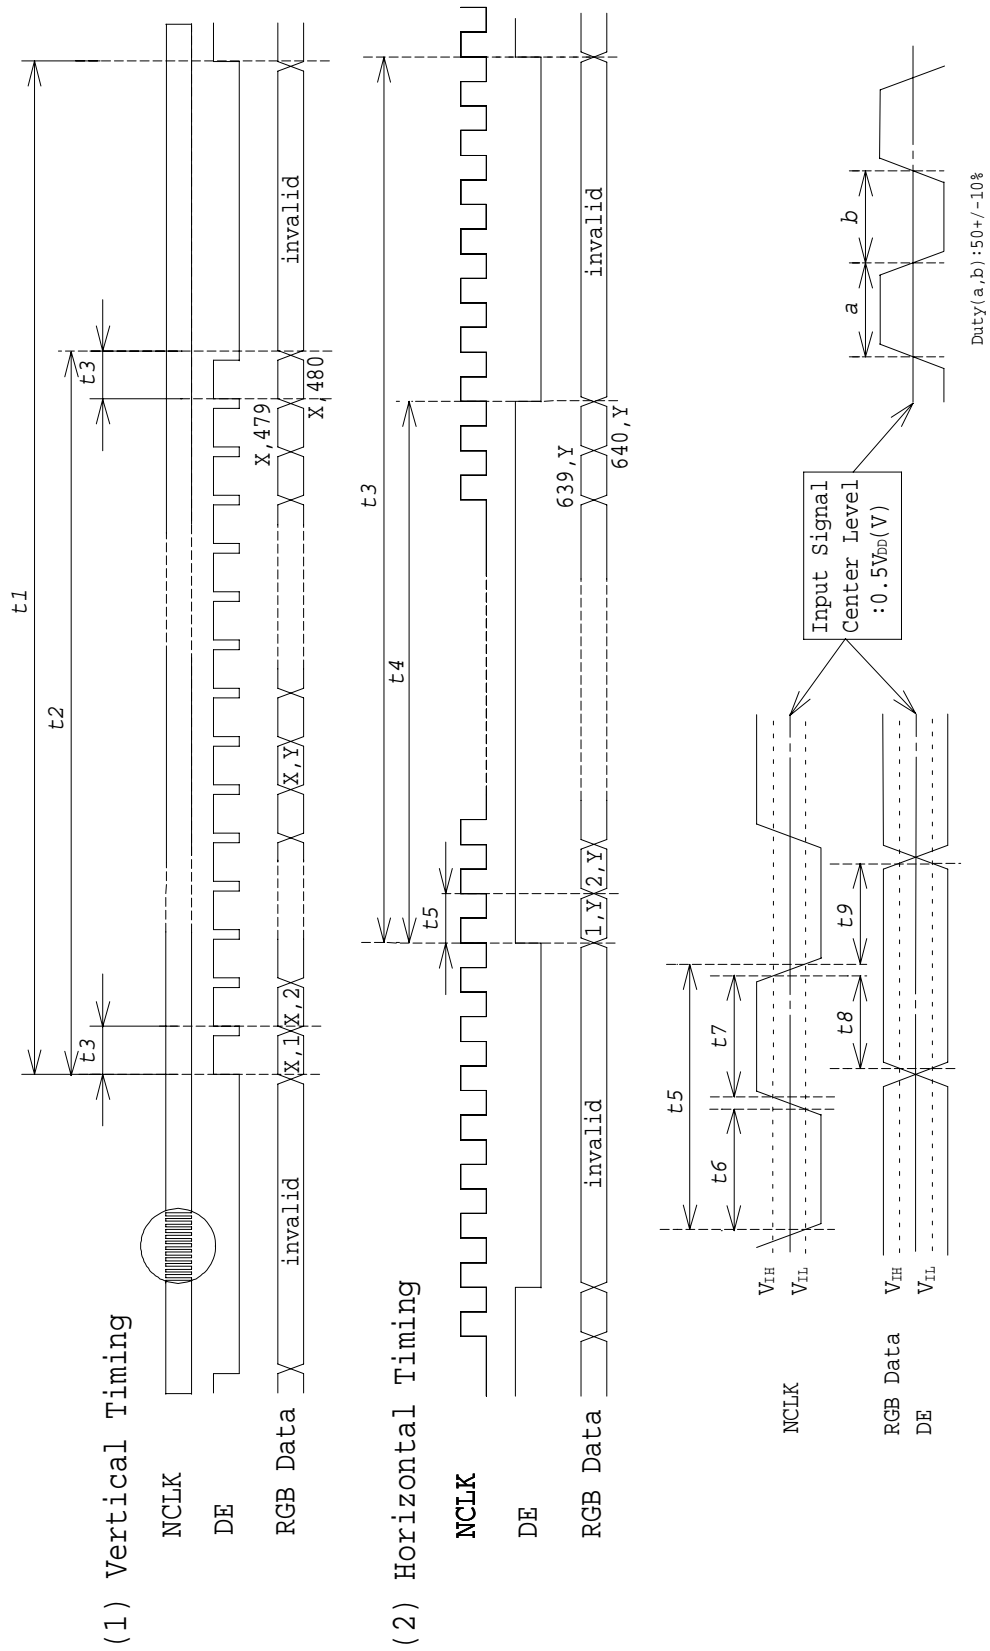 (1) Vertical Timing
t1
t2
t3
t3
NCLK
DE
RGB Data
invalid
X,1
X,2
X,Y
X,479
X,480
invalid
(2) Horizontal Timing
t3
t4
t5
NCLK
DE
RGB Data
invalid
1,Y
2,Y
639,Y
640,Y
invalid
t5
t6
t7
NCLK
VIH
VIL
t8
t9
RGB Data
DE
VIH
VIL
Input Signal
Center Level
:0.5VDD(V)
a
b
Duty(a,b):50+/-10%